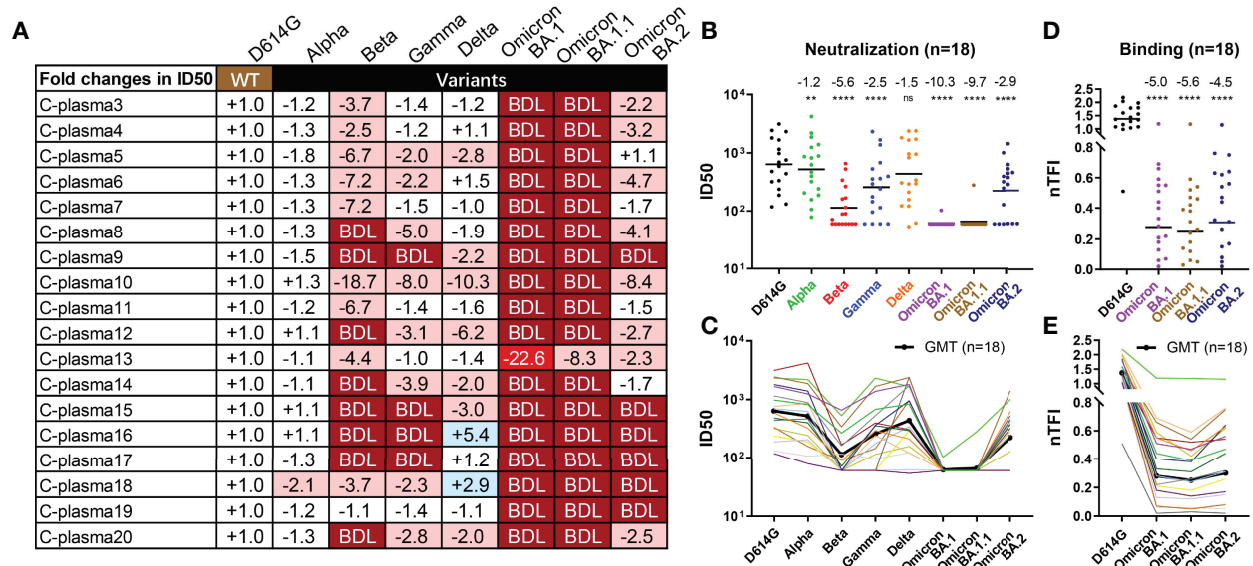 A
D614G
Alpha
Beta
Gamma
Delta
Omicron BA.1
Omicron BA.1.1
Omicron BA.2
Fold changes in ID50 WT Variants
C-plasma3 +1.0 -1.2 -3.7 -1.4 -1.2 BDL BDL -2.2
C-plasma4 +1.0 -1.3 -2.5 -1.2 +1.1 BDL BDL -3.2
C-plasma5 +1.0 -1.8 -6.7 -2.0 -2.8 BDL BDL +1.1
C-plasma6 +1.0 -1.3 -7.2 -2.2 +1.5 BDL BDL -4.7
C-plasma7 +1.0 -1.3 -7.2 -1.5 -1.0 BDL BDL -1.7
C-plasma8 +1.0 -1.3 BDL -5.0 -1.9 BDL BDL -4.1
C-plasma9 +1.0 -1.5 BDL BDL -2.2 BDL BDL BDL
C-plasma10 +1.0 +1.3 -18.7 -8.0 -10.3 BDL BDL -8.4
C-plasma11 +1.0 -1.2 -6.7 -1.4 -1.6 BDL BDL -1.5
C-plasma12 +1.0 +1.1 BDL -3.1 -6.2 BDL BDL -2.7
C-plasma13 +1.0 -1.1 -4.4 -1.0 -1.4 -22.6 -8.3 -2.3
C-plasma14 +1.0 -1.1 BDL -3.9 -2.0 BDL BDL -1.7
C-plasma15 +1.0 +1.1 BDL BDL -3.0 BDL BDL BDL
C-plasma16 +1.0 +1.1 BDL BDL +5.4 BDL BDL BDL
C-plasma17 +1.0 -1.3 BDL BDL +1.2 BDL BDL BDL
C-plasma18 +1.0 -2.1 -3.7 -2.3 +2.9 BDL BDL BDL
C-plasma19 +1.0 -1.2 -1.1 -1.4 -1.1 BDL BDL BDL
C-plasma20 +1.0 -1.3 BDL -2.8 -2.0 BDL BDL -2.5
B
Neutralization (n=18)
-1.2 -5.6 -2.5 -1.5 -10.3 -9.7 -2.9
** **** **** ns **** **** ****
ID50
10⁴
10³
10²
10¹
D614G
Alpha
Beta
Gamma
Delta
Omicron BA.1
Omicron BA.1.1
Omicron BA.2
C
GMT (n=18)
ID50
10⁴
10³
10²
10¹
D614G
Alpha
Beta
Gamma
Delta
Omicron BA.1
Omicron BA.1.1
Omicron BA.2
D
Binding (n=18)
-5.0 -5.6 -4.5
**** **** ****
nTFI
2.5
2.0
1.5
1.0
0.8
0.6
0.4
0.2
0.0
D614G
Omicron BA.1
Omicron BA.1.1
Omicron BA.2
E
GMT (n=18)
nTFI
2.5
2.0
1.5
1.0
0.8
0.6
0.4
0.2
0.0
D614G
Omicron BA.1
Omicron BA.1.1
Omicron BA.2